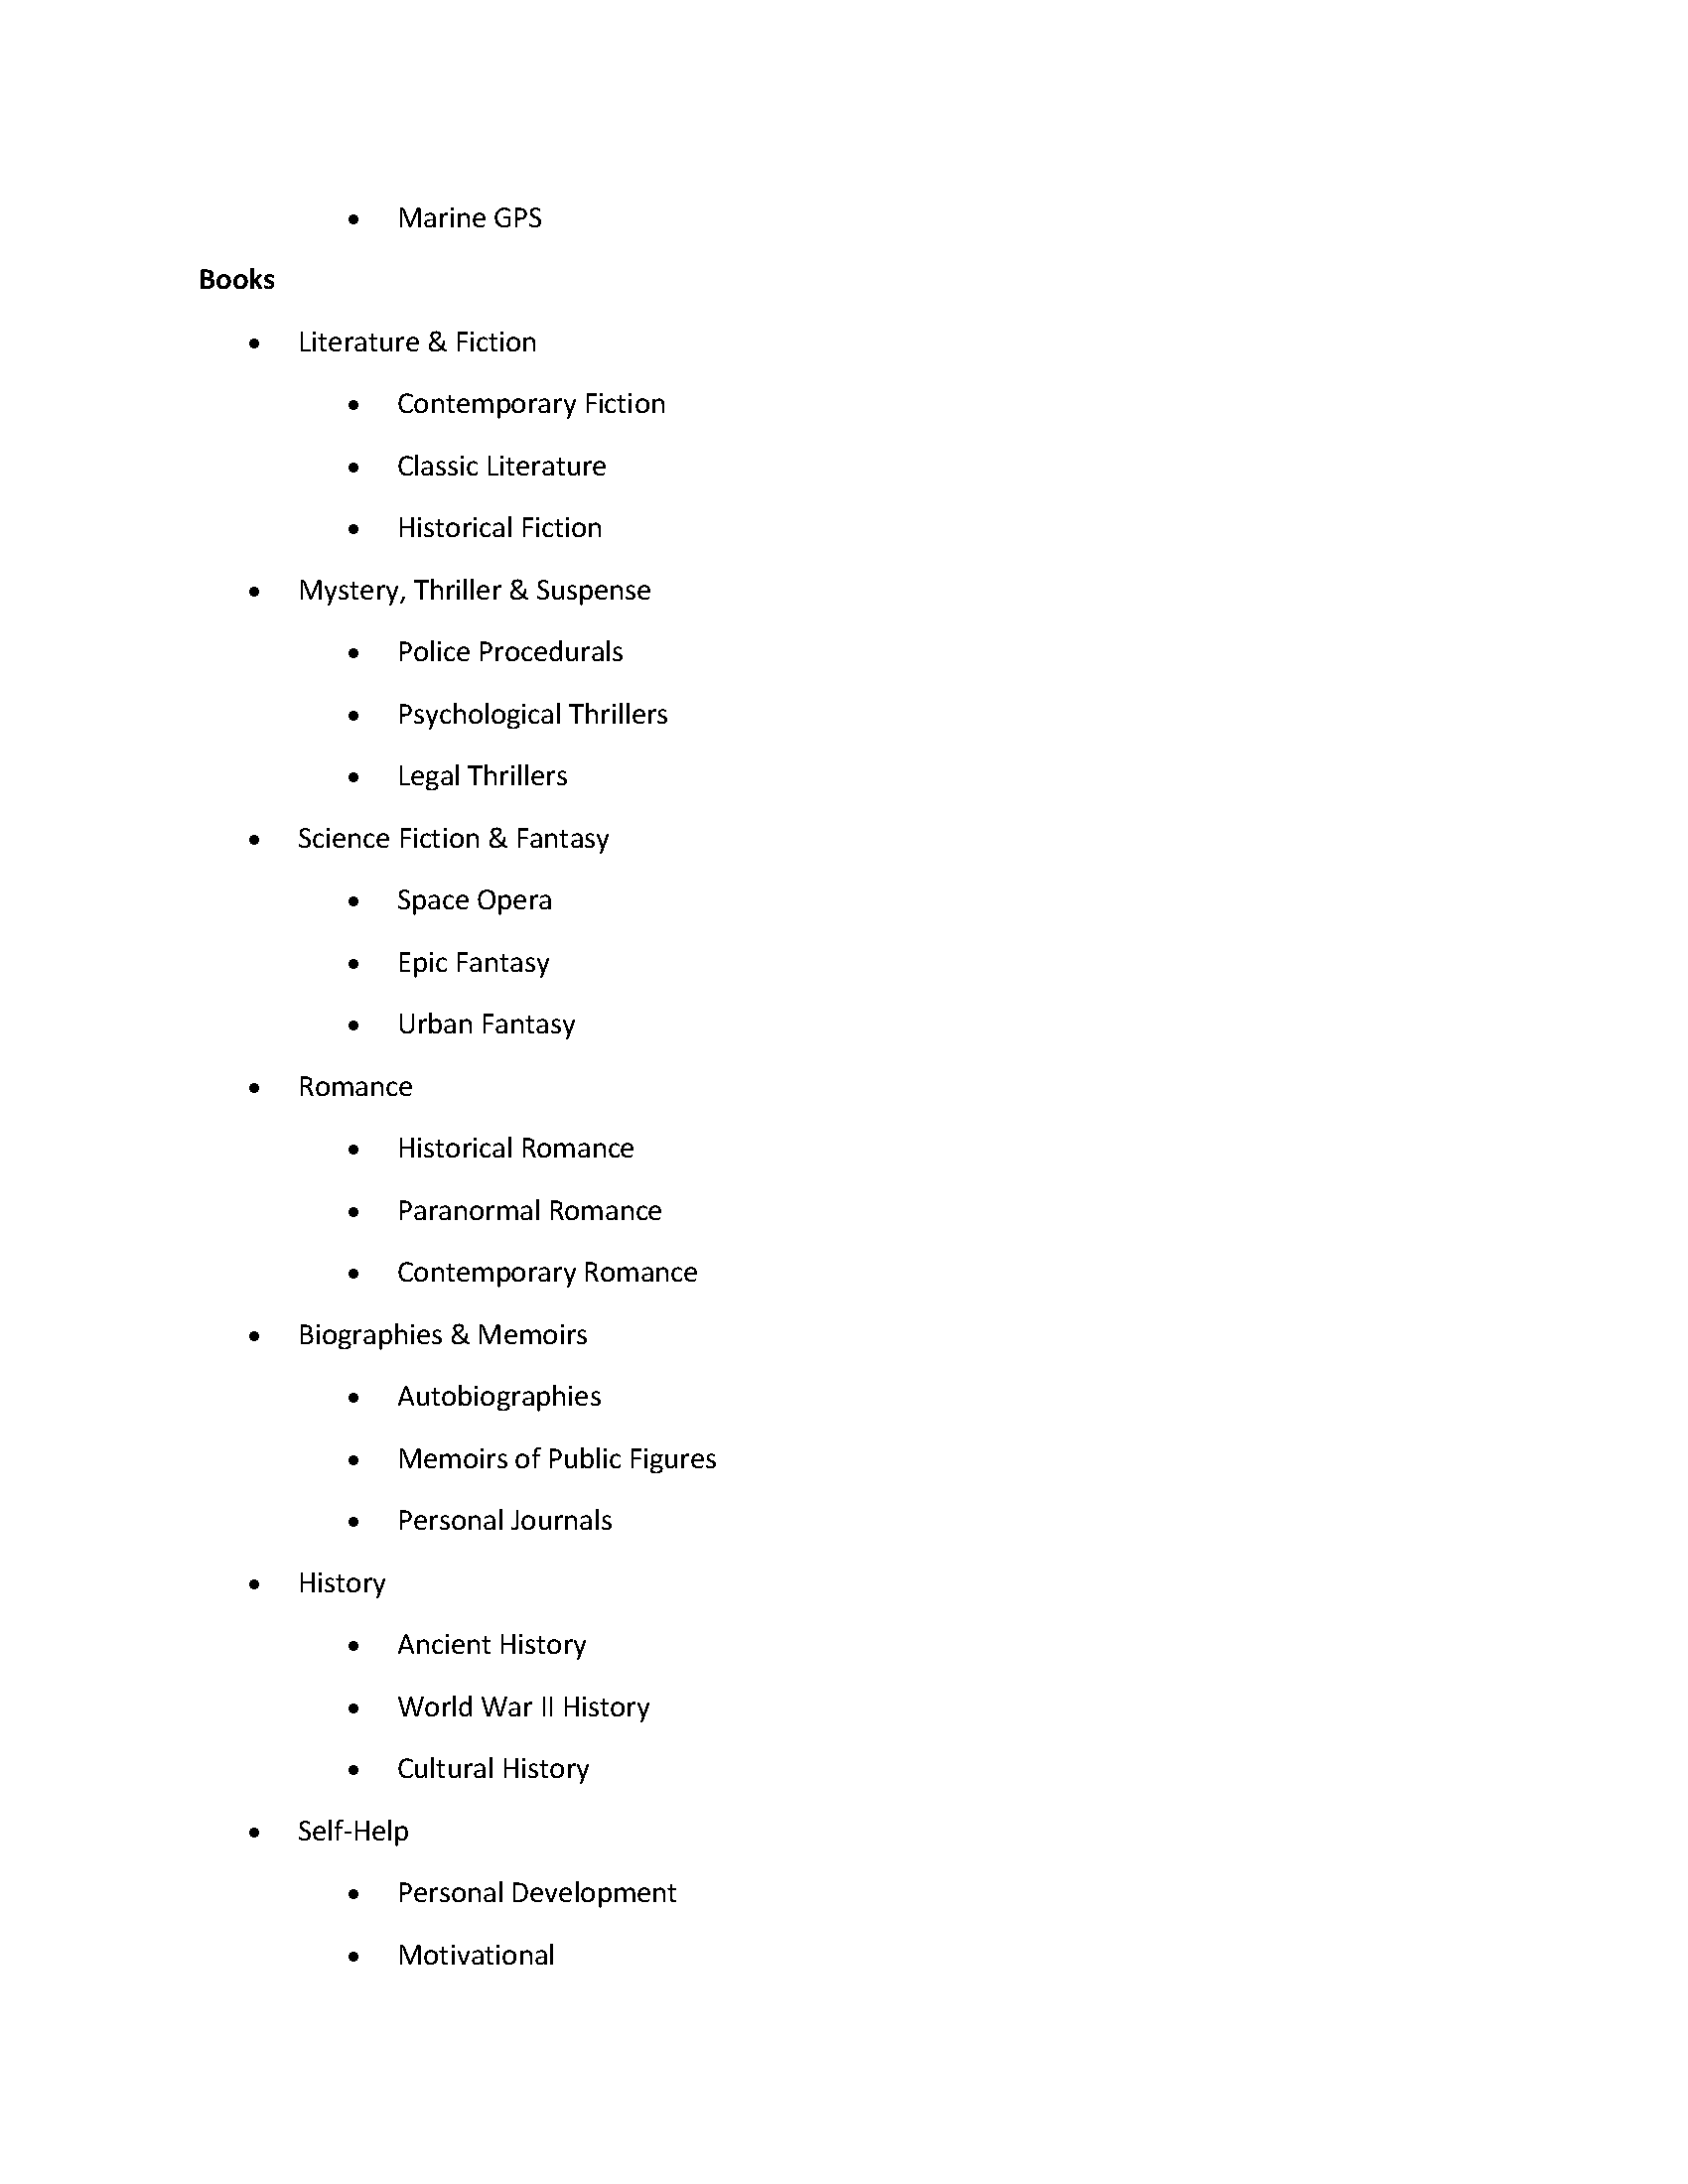 • Marine GPS
Books
• Literature & Fiction
• Contemporary Fiction
• Classic Literature
• Historical Fiction
• Mystery, Thriller & Suspense
• Police Procedurals
• Psychological Thrillers
• Legal Thrillers
• Science Fiction & Fantasy
• Space Opera
• Epic Fantasy
• Urban Fantasy
• Romance
• Historical Romance
• Paranormal Romance
• Contemporary Romance
• Biographies & Memoirs
• Autobiographies
• Memoirs of Public Figures
• Personal Journals
• History
• Ancient History
• World War II History
• Cultural History
• Self-Help
• Personal Development
• Motivational